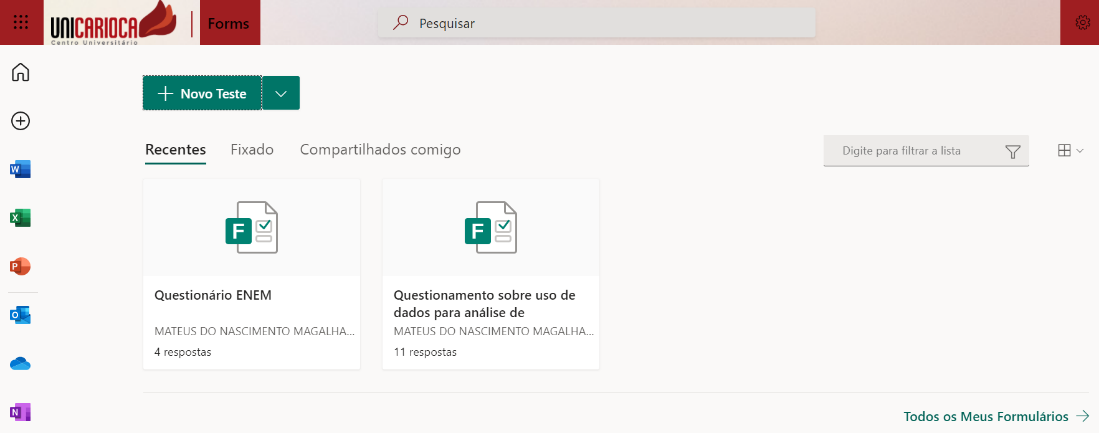 UNICARIOCA
Centro Universitário
Forms
Pesquisar
Novo Teste
Recentes
Fixado
Compartilhados comigo
Digite para filtrar a lista
F
F
Questionário ENEM
MATEUS DO NASCIMENTO MAGALHA...
4 respostas
Questionamento sobre uso de
dados para análise de
MATEUS DO NASCIMENTO MAGALHA...
11 respostas
W
X
P
O
N
Todos os Meus Formulários